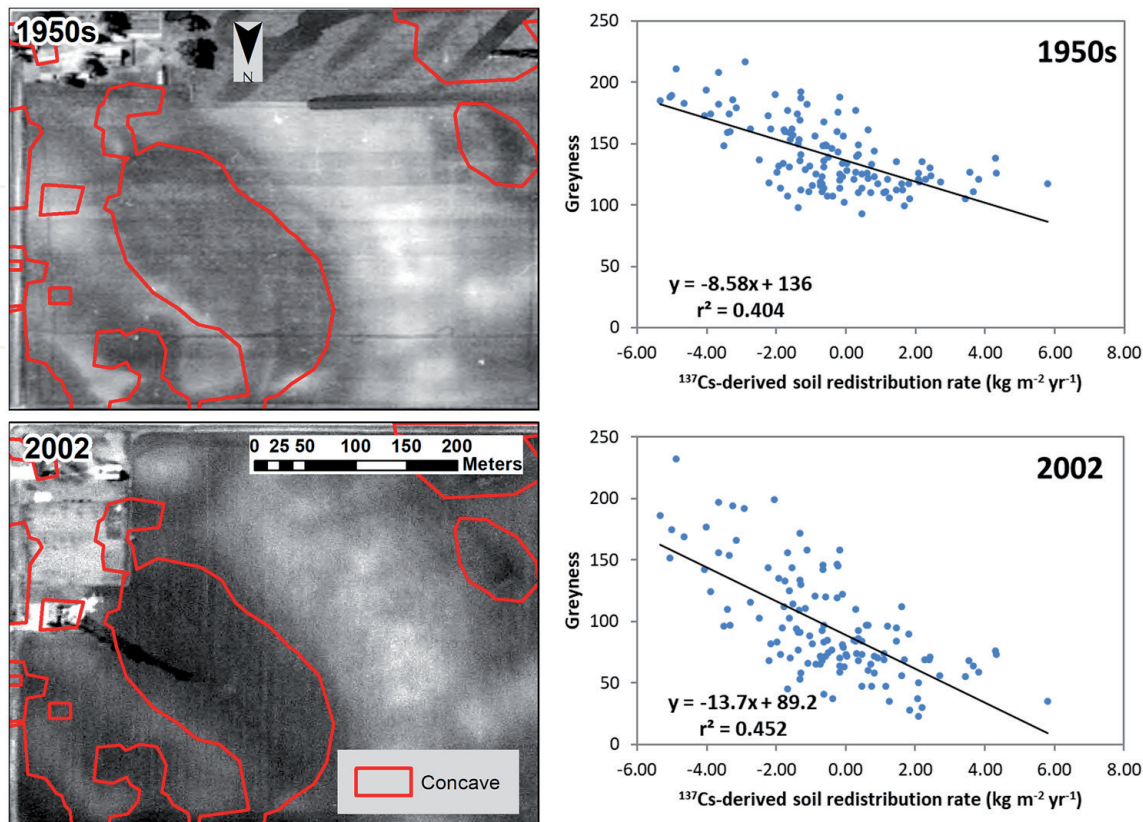 1950s
N
1950s
250
200
150
100
50
0
Greyness
y = -8.58x + 136
r² = 0.404
-6.00 -4.00 -2.00 0.00 2.00 4.00 6.00 8.00
¹³⁷Cs-derived soil redistribution rate (kg m⁻² yr⁻¹)
2002
0 25 50 100 150 200
Meters
Concave
2002
250
200
150
100
50
0
Greyness
y = -13.7x + 89.2
r² = 0.452
-6.00 -4.00 -2.00 0.00 2.00 4.00 6.00 8.00
¹³⁷Cs-derived soil redistribution rate (kg m⁻² yr⁻¹)